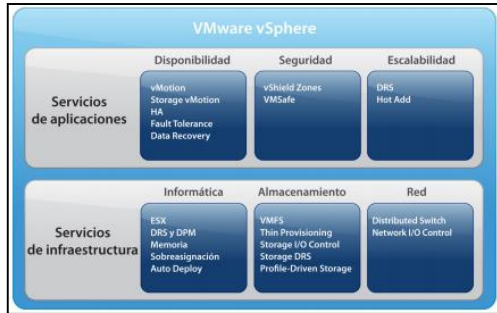 VMware vSphere
Disponibilidad
Seguridad
Escalabilidad
Servicios
de aplicaciones
vMotion
Storage vMotion
HA
Fault Tolerance
Data Recovery
vShield Zones
VMSafe
DRS
Hot Add
Informática
Almacenamiento
Red
Servicios
de infraestructura
ESX
DRS y DPM
Memoria
Sobreasignación
Auto Deploy
VMFS
Thin Provisioning
Storage I/O Control
Storage DRS
Profile-Driven Storage
Distributed Switch
Network I/O Control